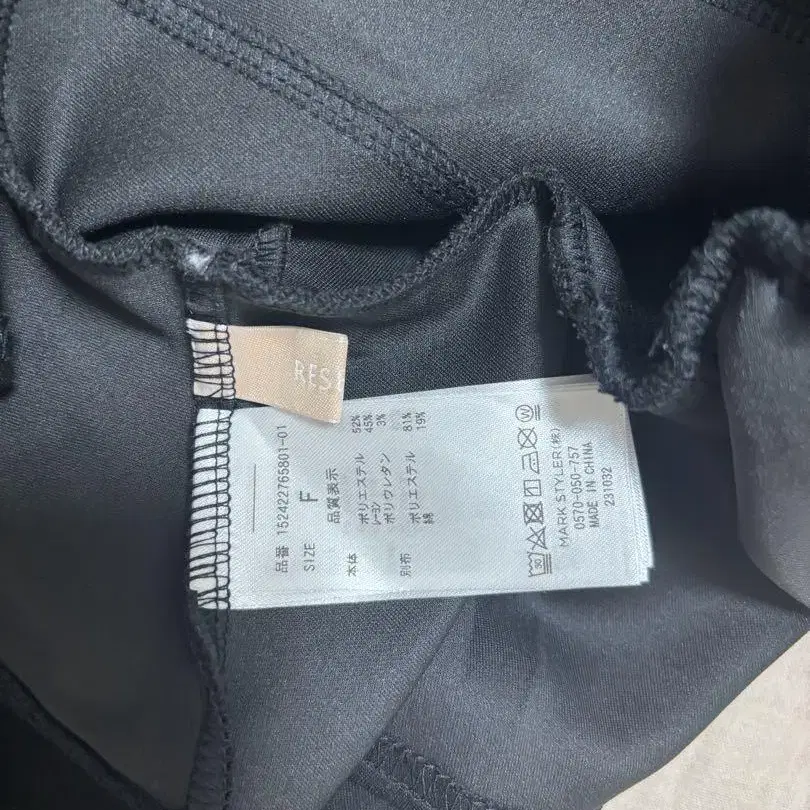 RES
品番 152422765801-01
SIZE F
品質表示
本体 ポリエステル 52%
レーヨン 45%
ポリウレタン 3%
別布 ポリエステル 81%
綿 19%
30
W
MARK STYLER(株)
0570-050-757
MADE IN CHINA
231032